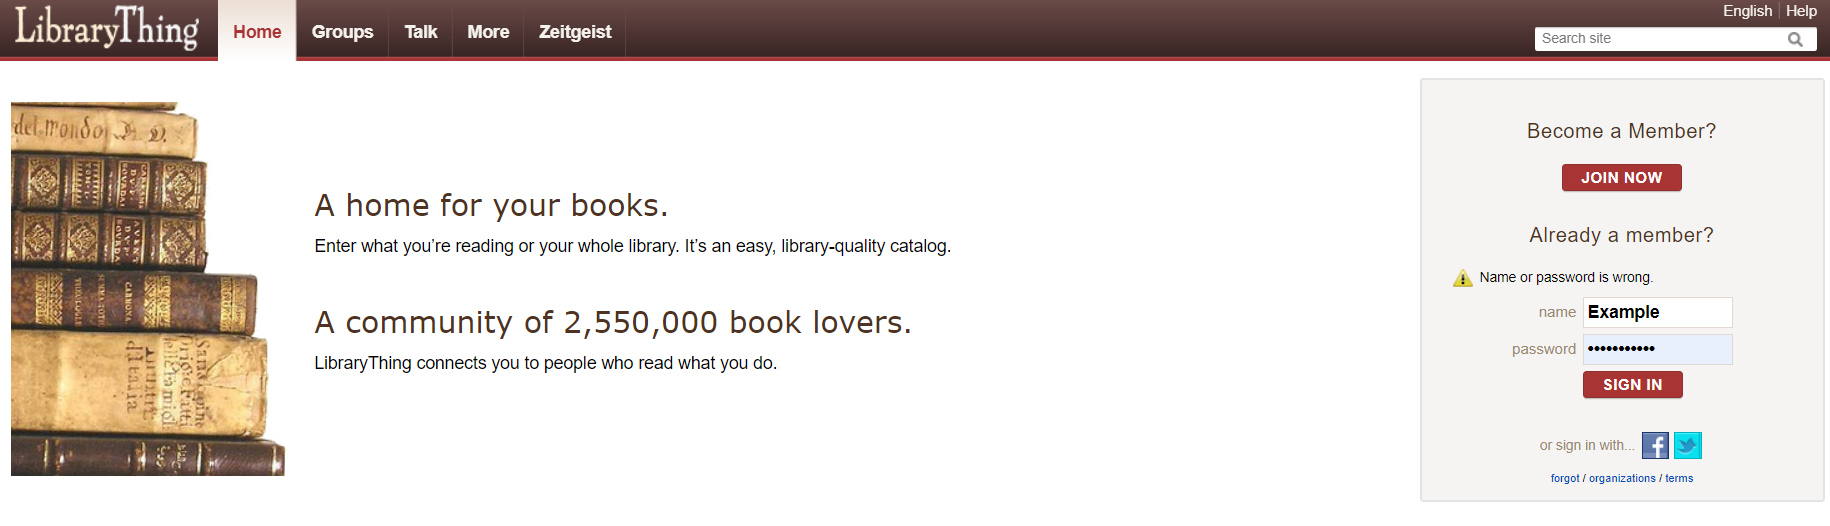 LibraryThing
Home Groups Talk More Zeitgeist
English Help
Search site
del mondo
A home for your books.
Enter what you’re reading or your whole library. It’s an easy, library-quality catalog.
A community of 2,550,000 book lovers.
LibraryThing connects you to people who read what you do.
Become a Member?
JOIN NOW
Already a member?
Name or password is wrong.
name Example
password •••••••••••
SIGN IN
or sign in with...
forgot / organizations / terms